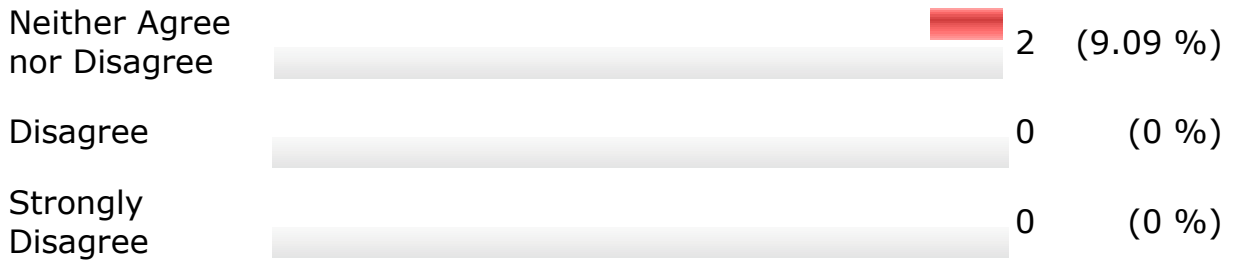 Neither Agree
nor Disagree
2 (9.09 %)
Disagree 0 (0 %)
Strongly
Disagree
0 (0 %)